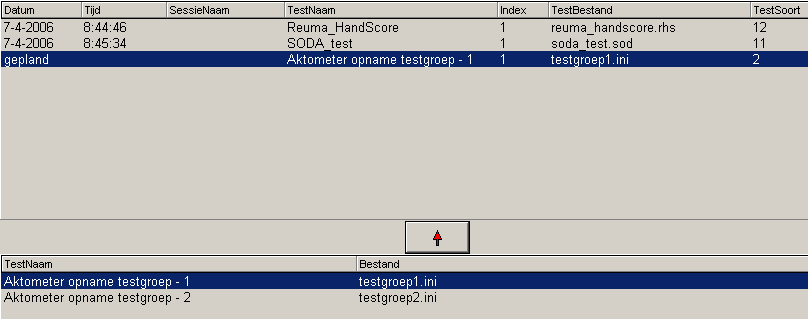 Datum Tijd SessieNaam TestNaam Index TestBestand TestSoort
7-4-2006 8:44:46 Reuma_HandScore 1 reuma_handscore.rhs 12
7-4-2006 8:45:34 SODA_test 1 soda_test.sod 11
gepland Aktometer opname testgroep - 1 1 testgroep1.ini 2
TestNaam Bestand
Aktometer opname testgroep - 1 testgroep1.ini
Aktometer opname testgroep - 2 testgroep2.ini